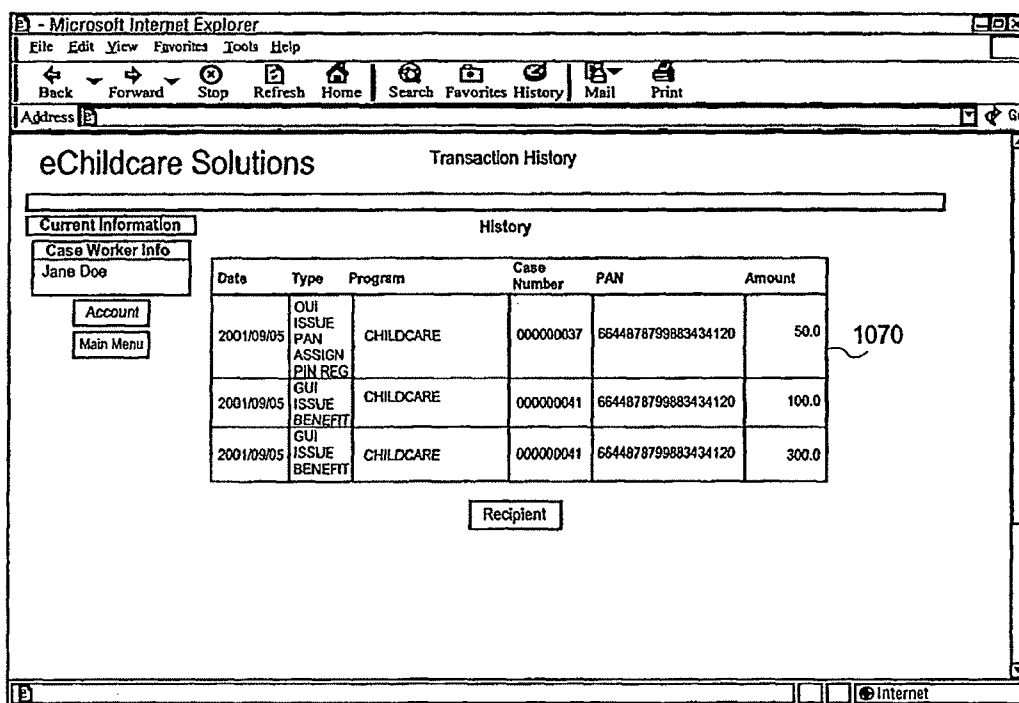 - Microsoft Internet Explorer
File Edit View Favorites Tools Help
Back Forward Stop Refresh Home Search Favorites History Mail Print
Address Go
eChildcare Solutions
Transaction History
Current Information
History
Case Worker Info
Jane Doe
Account
Main Menu
Date Type Program Case Number PAN Amount
2001/09/05 OUI ISSUE PAN ASSIGN PIN REG CHILDCARE 000000037 6644878799883434120 50.0
2001/09/05 GUI ISSUE BENEFIT CHILDCARE 000000041 6644878799883434120 100.0
2001/09/05 GUI ISSUE BENEFIT CHILDCARE 000000041 6644878799883434120 300.0
1070
Recipient
Internet